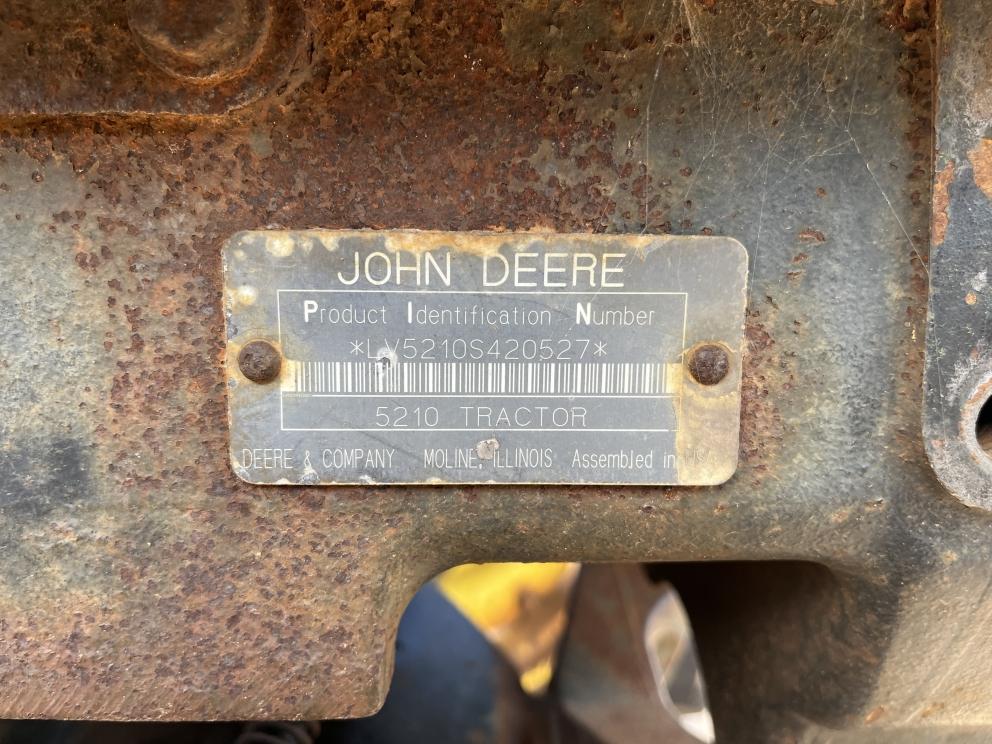 JOHN DEERE
Product Identification Number
*LV5210S420527*
5210 TRACTOR
DEERE & COMPANY MOLINE, ILLINOIS Assembled in USA